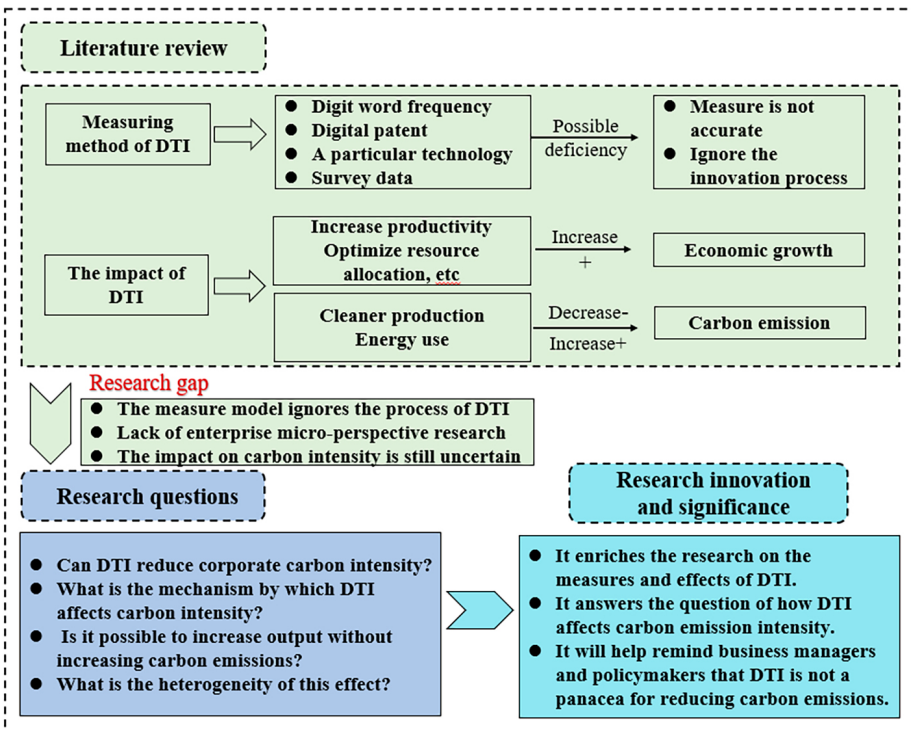 Literature review
Measuring
method of DTI
● Digit word frequency
● Digital patent
● A particular technology
● Survey data
Possible
deficiency
● Measure is not
accurate
● Ignore the
innovation process
The impact of
DTI
Increase productivity
Optimize resource
allocation, etc
Increase
+
Economic growth
Cleaner production
Energy use
Decrease-
Increase+
Carbon emission
Research gap
● The measure model ignores the process of DTI
● Lack of enterprise micro-perspective research
● The impact on carbon intensity is still uncertain
Research questions
● Can DTI reduce corporate carbon intensity?
● What is the mechanism by which DTI
affects carbon intensity?
● Is it possible to increase output without
increasing carbon emissions?
● What is the heterogeneity of this effect?
Research innovation
and significance
● It enriches the research on the
measures and effects of DTI.
● It answers the question of how DTI
affects carbon emission intensity.
● It will help remind business managers
and policymakers that DTI is not a
panacea for reducing carbon emissions.